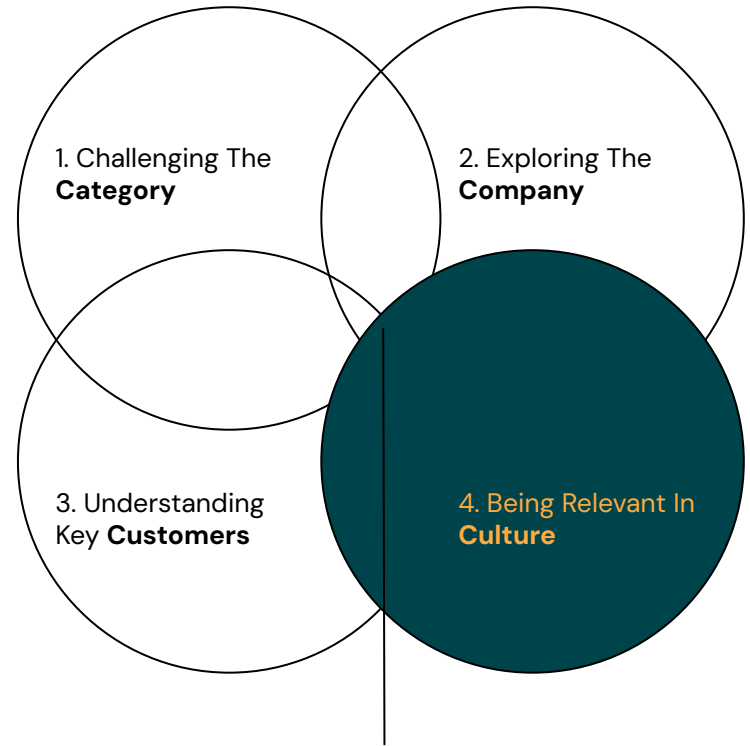 1. Challenging The
Category
2. Exploring The
Company
3. Understanding
Key Customers
4. Being Relevant In
Culture